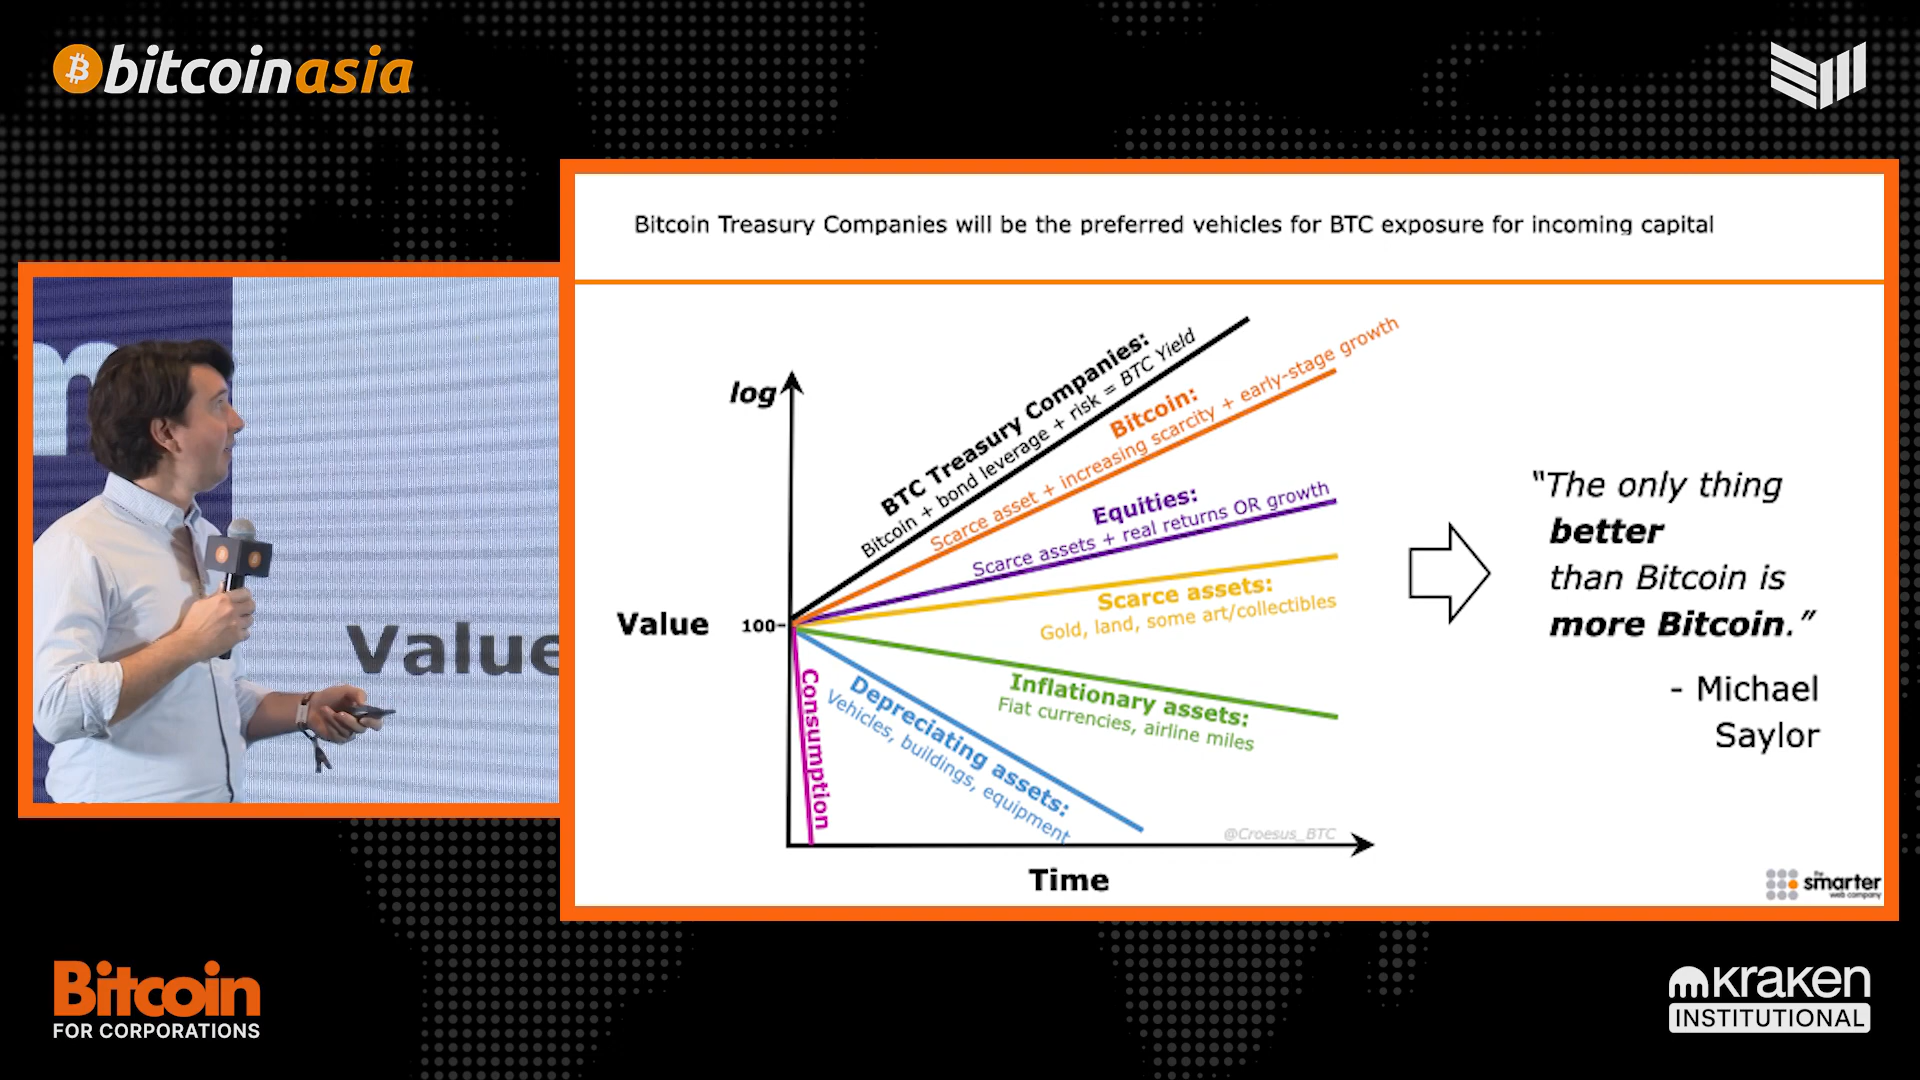 bitcoinasia
Bitcoin Treasury Companies will be the preferred vehicles for BTC exposure for incoming capital
log
Value
100
Time
BTC Treasury Companies:
Bitcoin + bond leverage + risk = BTC Yield
Bitcoin:
Scarce asset + increasing scarcity + early-stage growth
Equities:
Scarce assets + real returns OR growth
Scarce assets:
Gold, land, some art/collectibles
Inflationary assets:
Fiat currencies, airline miles
Depreciating assets:
Vehicles, buildings, equipment
Consumption
@Croesus_BTC
“The only thing
better
than Bitcoin is
more Bitcoin.”
- Michael
Saylor
the
smarter
web company
m
Value
Bitcoin
FOR CORPORATIONS
kraken
INSTITUTIONAL